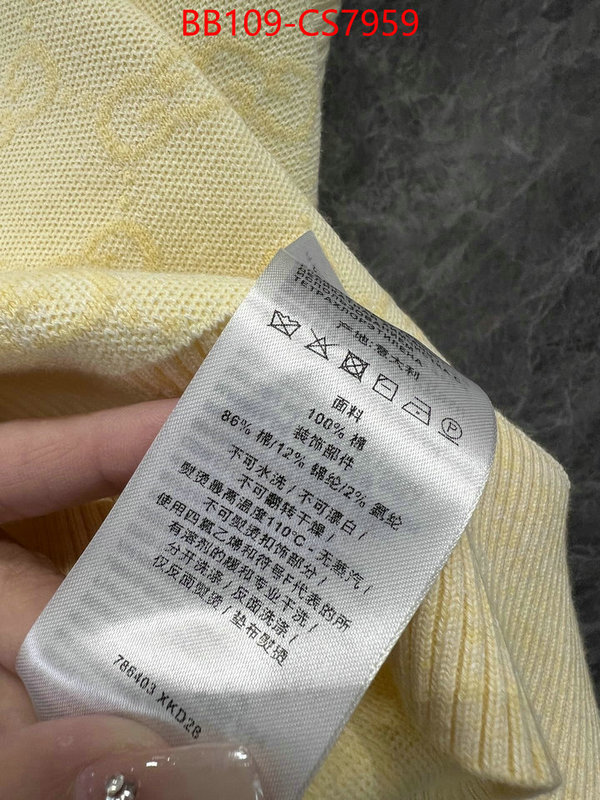 BB109-CS7959
ТЕТРАХЛОРЭТИЛЕНА
产地:意大利
面料
100% 棉
装饰部件
86% 棉/12% 锦纶/2% 氨纶
不可水洗/不可漂白/
不可翻转干燥/
熨烫最高温度110℃-无蒸汽/
不可熨烫扣饰部分/
使用四氯乙烯和符号F代表的所
有溶剂的缓和专业干洗/
分开洗涤/反面洗涤/
仅反面熨烫/垫布熨烫
786403 XKD28